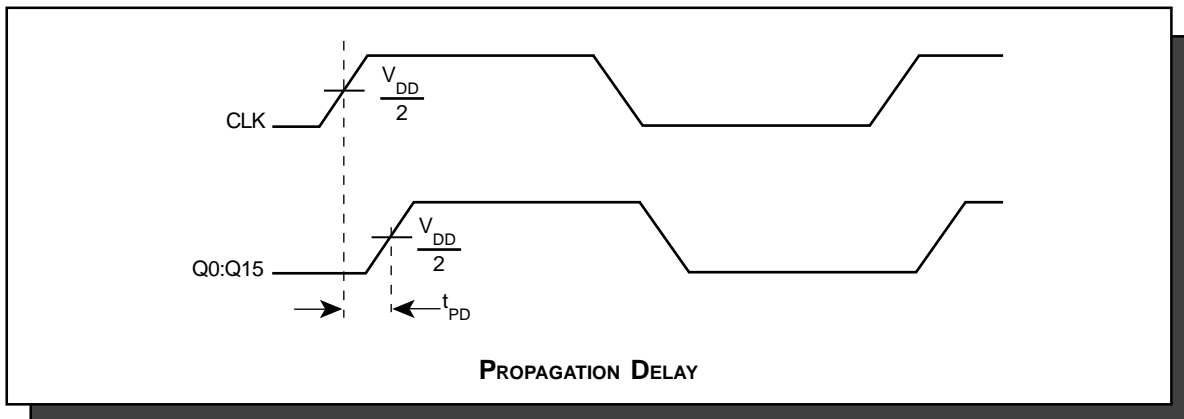 V_DD
2
CLK
V_DD
2
Q0:Q15
t_PD
PROPAGATION DELAY